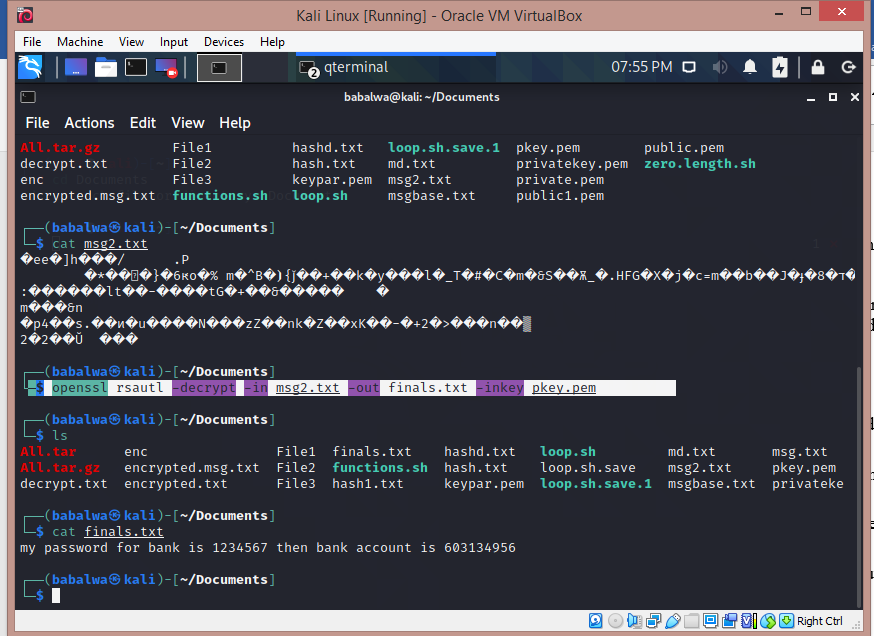 Kali Linux [Running] - Oracle VM VirtualBox
File Machine View Input Devices Help
2 qterminal 07:55 PM
babalwa@kali: ~/Documents
File Actions Edit View Help
All.tar.gz File1 hashd.txt loop.sh.save.1 pkey.pem public.pem
decrypt.txt File2 hash.txt md.txt privatekey.pem zero.length.sh
enc File3 keypar.pem msg2.txt private.pem
encrypted.msg.txt functions.sh loop.sh msgbase.txt public1.pem
┌──(babalwa㉿kali)-[~/Documents]
└─$ cat msg2.txt
�ee�]h���/ .P
m���&n
2�2��Ŭ ���
┌──(babalwa㉿kali)-[~/Documents]
└─$ openssl rsautl -decrypt -in msg2.txt -out finals.txt -inkey pkey.pem
┌──(babalwa㉿kali)-[~/Documents]
└─$ ls
All.tar enc File1 finals.txt hashd.txt loop.sh md.txt msg.txt
All.tar.gz encrypted.msg.txt File2 functions.sh hash.txt loop.sh.save msg2.txt pkey.pem
decrypt.txt encrypted.txt File3 hash1.txt keypar.pem loop.sh.save.1 msgbase.txt privateke
┌──(babalwa㉿kali)-[~/Documents]
└─$ cat finals.txt
my password for bank is 1234567 then bank account is 603134956
┌──(babalwa㉿kali)-[~/Documents]
└─$
Right Ctrl